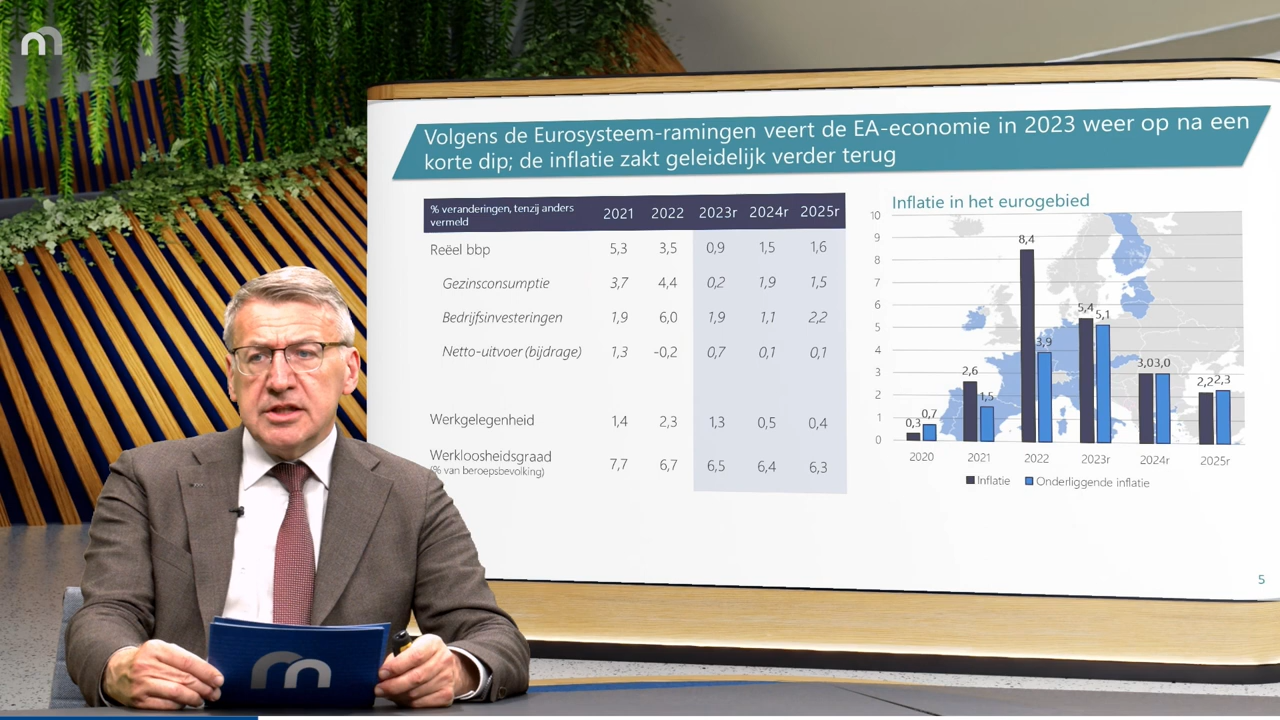 Volgens de Eurosysteem-ramingen veert de EA-economie in 2023 weer op na een
korte dip; de inflatie zakt geleidelijk verder terug
% veranderingen, tenzij anders
vermeld
2021 2022 2023r 2024r 2025r
Reëel bbp 5,3 3,5 0,9 1,5 1,6
Gezinsconsumptie 3,7 4,4 0,2 1,9 1,5
Bedrijfsinvesteringen 1,9 6,0 1,9 1,1 2,2
Netto-uitvoer (bijdrage) 1,3 -0,2 0,7 0,1 0,1
Werkgelegenheid 1,4 2,3 1,3 0,5 0,4
Werkloosheidsgraad
(% van beroepsbevolking)
7,7 6,7 6,5 6,4 6,3
Inflatie in het eurogebied
10
9
8
7
6
5
4
3
2
1
0
0,3 0,7
2,6 1,5
8,4 3,9
5,4 5,1
3,0 3,0
2,2 2,3
2020 2021 2022 2023r 2024r 2025r
Inflatie Onderliggende inflatie
5